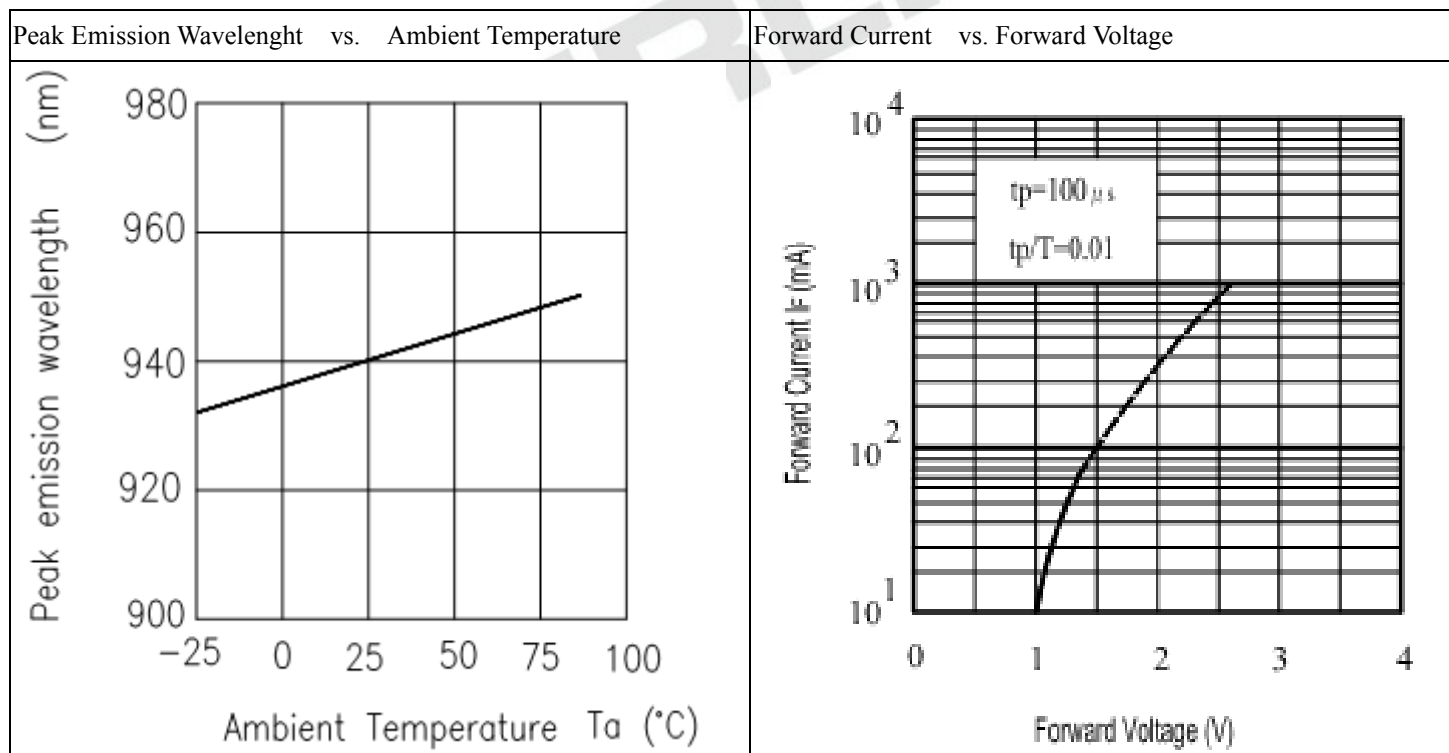 Peak Emission Wavelenght vs. Ambient Temperature
Forward Current vs. Forward Voltage
Peak emission wavelength (nm)
980
960
940
920
900
-25 0 25 50 75 100
Ambient Temperature Ta (°C)
Forward Current IF (mA)
10^4
tp=100 μs
tp/T=0.01
10^3
10^2
10^1
0 1 2 3 4
Forward Voltage (V)